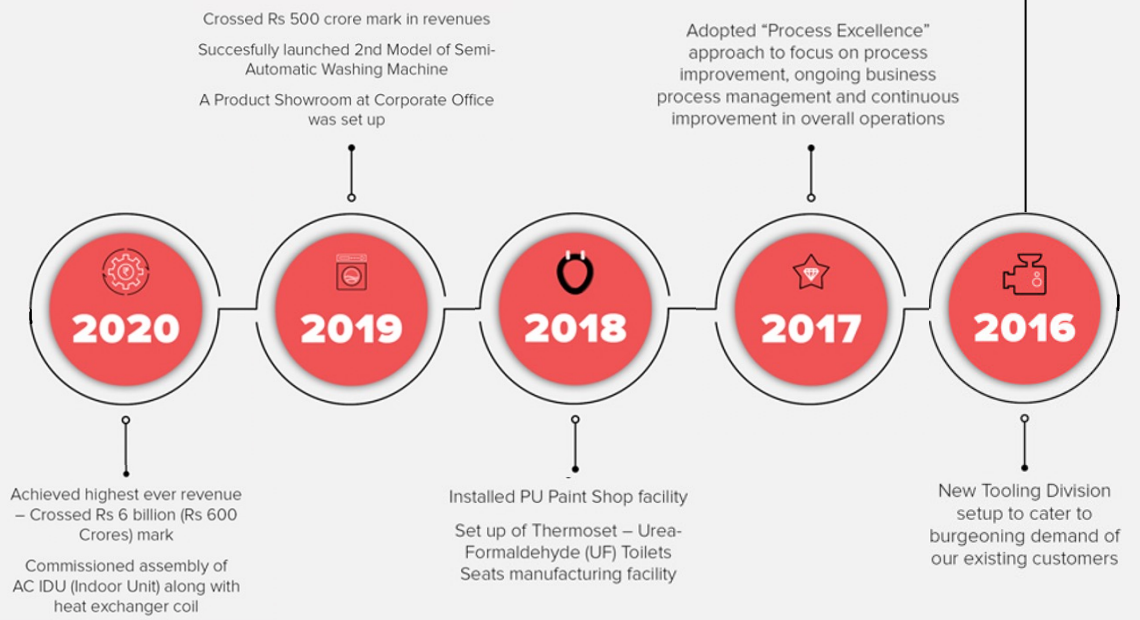 Crossed Rs 500 crore mark in revenues
Succesfully launched 2nd Model of Semi-
Automatic Washing Machine
A Product Showroom at Corporate Office
was set up
Adopted “Process Excellence”
approach to focus on process
improvement, ongoing business
process management and continuous
improvement in overall operations
2020
2019
2018
2017
2016
Achieved highest ever revenue
– Crossed Rs 6 billion (Rs 600
Crores) mark
Commissioned assembly of
AC IDU (Indoor Unit) along with
heat exchanger coil
Installed PU Paint Shop facility
Set up of Thermoset – Urea-
Formaldehyde (UF) Toilets
Seats manufacturing facility
New Tooling Division
setup to cater to
burgeoning demand of
our existing customers